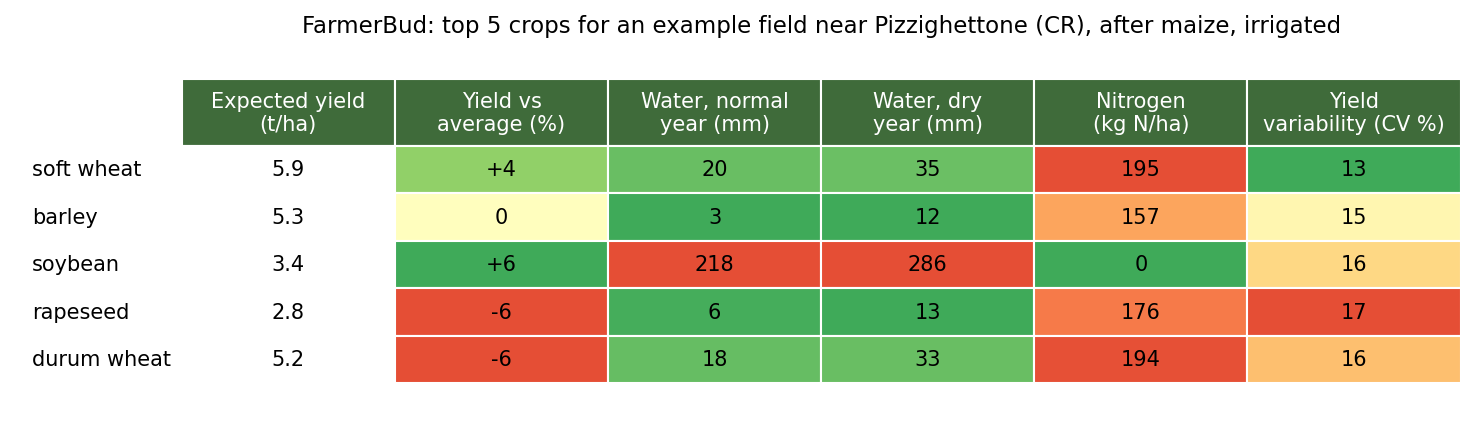 FarmerBud: top 5 crops for an example field near Pizzighettone (CR), after maize, irrigated
Expected yield (t/ha) Yield vs average (%) Water, normal year (mm) Water, dry year (mm) Nitrogen (kg N/ha) Yield variability (CV %)
soft wheat 5.9 +4 20 35 195 13
barley 5.3 0 3 12 157 15
soybean 3.4 +6 218 286 0 16
rapeseed 2.8 -6 6 13 176 17
durum wheat 5.2 -6 18 33 194 16